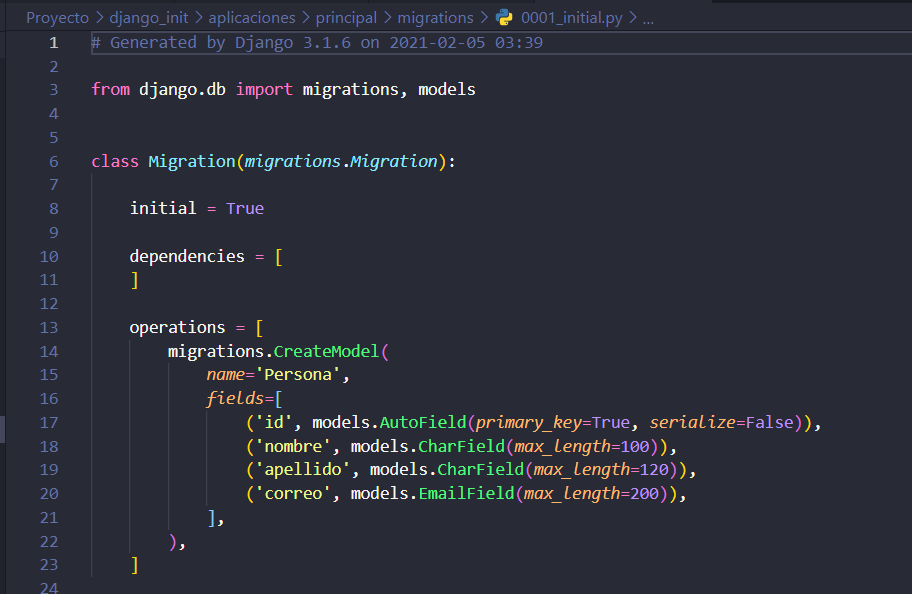 Proyecto > django_init > aplicaciones > principal > migrations > 0001_initial.py > ...
1 # Generated by Django 3.1.6 on 2021-02-05 03:39
2
3 from django.db import migrations, models
4
5
6 class Migration(migrations.Migration):
7
8     initial = True
9
10     dependencies = [
11     ]
12
13     operations = [
14         migrations.CreateModel(
15             name='Persona',
16             fields=[
17                 ('id', models.AutoField(primary_key=True, serialize=False)),
18                 ('nombre', models.CharField(max_length=100)),
19                 ('apellido', models.CharField(max_length=120)),
20                 ('correo', models.EmailField(max_length=200)),
21             ],
22         ),
23     ]
24